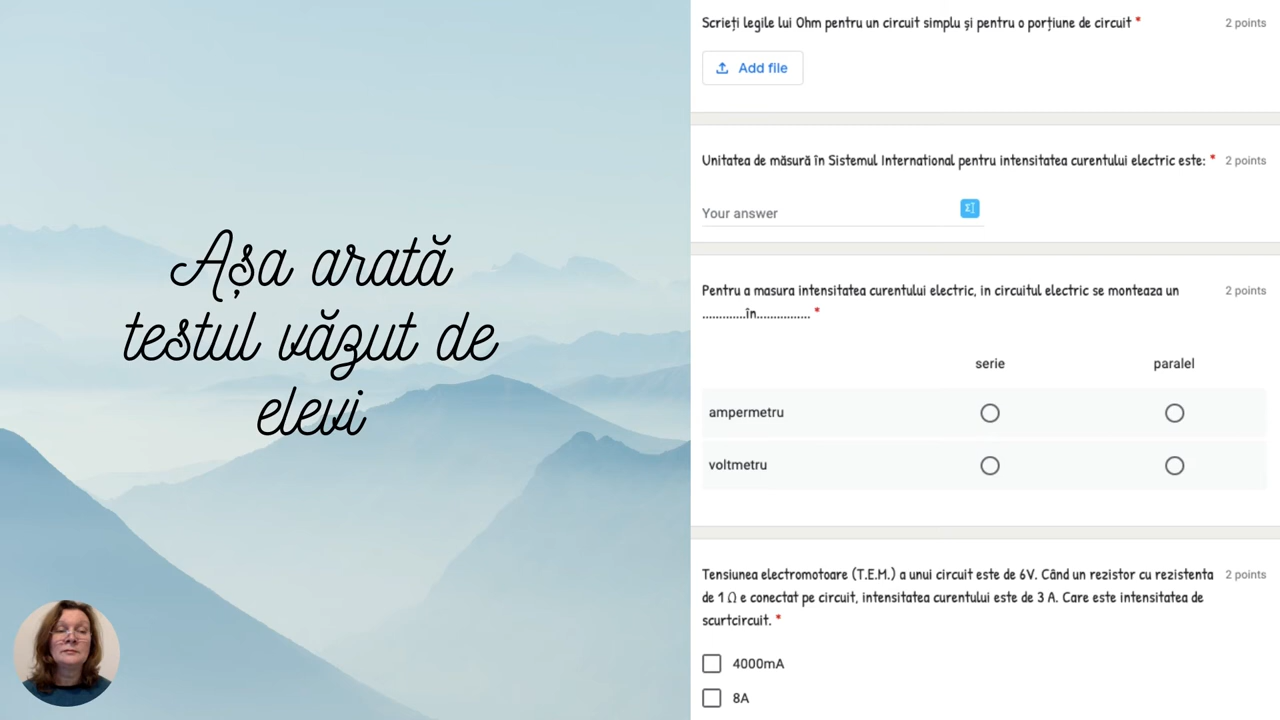 Așa arată
testul văzut de
elevi
Scrieți legile lui Ohm pentru un circuit simplu și pentru o porțiune de circuit *
2 points
Add file
Unitatea de măsură în Sistemul International pentru intensitatea curentului electric este: *
2 points
Your answer
Pentru a masura intensitatea curentului electric, in circuitul electric se monteaza un
.............în................ *
2 points
serie
paralel
ampermetru
voltmetru
Tensiunea electromotoare (T.E.M.) a unui circuit este de 6V. Când un rezistor cu rezistenta
de 1 Ω e conectat pe circuit, intensitatea curentului este de 3 A. Care este intensitatea de
scurtcircuit. *
2 points
4000mA
8A